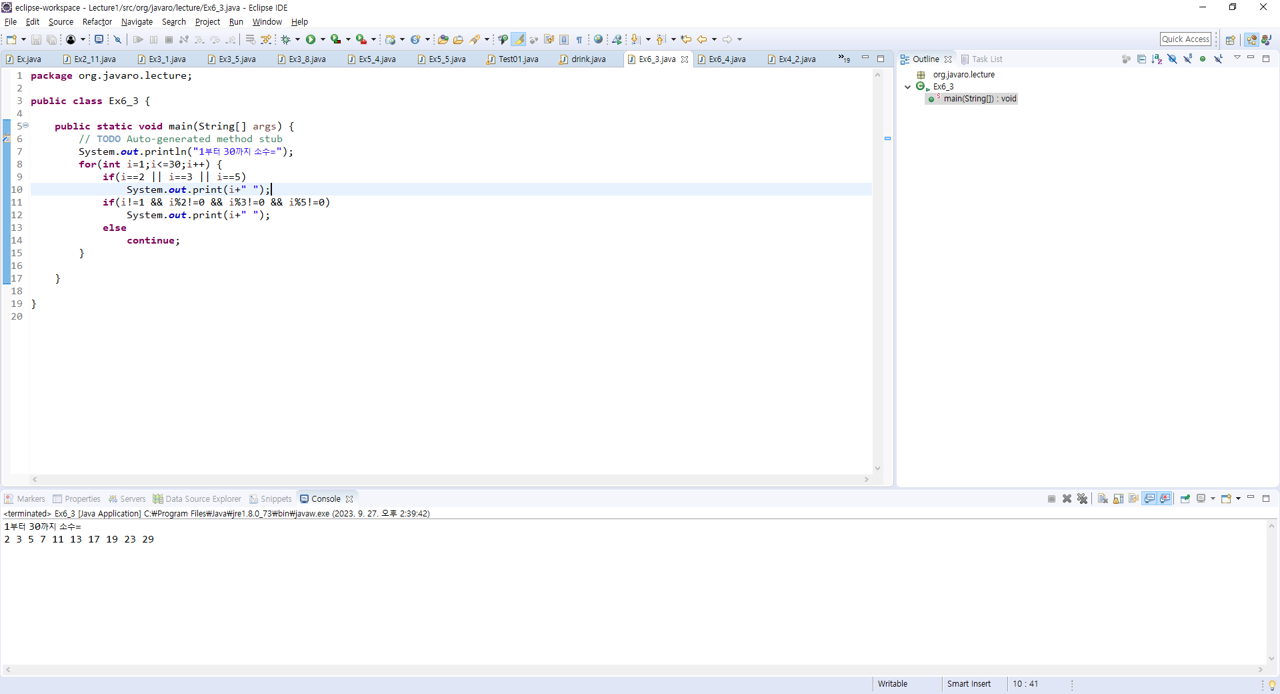 eclipse-workspace - Lecture1/src/org/javaro/lecture/Ex6_3.java - Eclipse IDE
File Edit Source Refactor Navigate Search Project Run Window Help
Quick Access
Ex.java Ex2_11.java Ex3_1.java Ex3_5.java Ex3_8.java Ex5_4.java Ex5_5.java Test01.java drink.java Ex6_3.java Ex6_4.java Ex4_2.java »19
Outline Task List
org.javaro.lecture
Ex6_3
main(String[]) : void
1 package org.javaro.lecture;
2
3 public class Ex6_3 {
4
5 public static void main(String[] args) {
6 // TODO Auto-generated method stub
7 System.out.println("1부터 30까지 소수=");
8 for(int i=1;i<=30;i++) {
9 if(i==2 || i==3 || i==5)
10 System.out.print(i+" ");
11 if(i!=1 && i%2!=0 && i%3!=0 && i%5!=0)
12 System.out.print(i+" ");
13 else
14 continue;
15 }
16
17 }
18
19 }
20
Markers Properties Servers Data Source Explorer Snippets Console
<terminated> Ex6_3 [Java Application] C:₩Program Files₩Java₩jre1.8.0_73₩bin₩javaw.exe (2023. 9. 27. 오후 2:39:42)
1부터 30까지 소수=
2 3 5 7 11 13 17 19 23 29
Writable Smart Insert 10 : 41